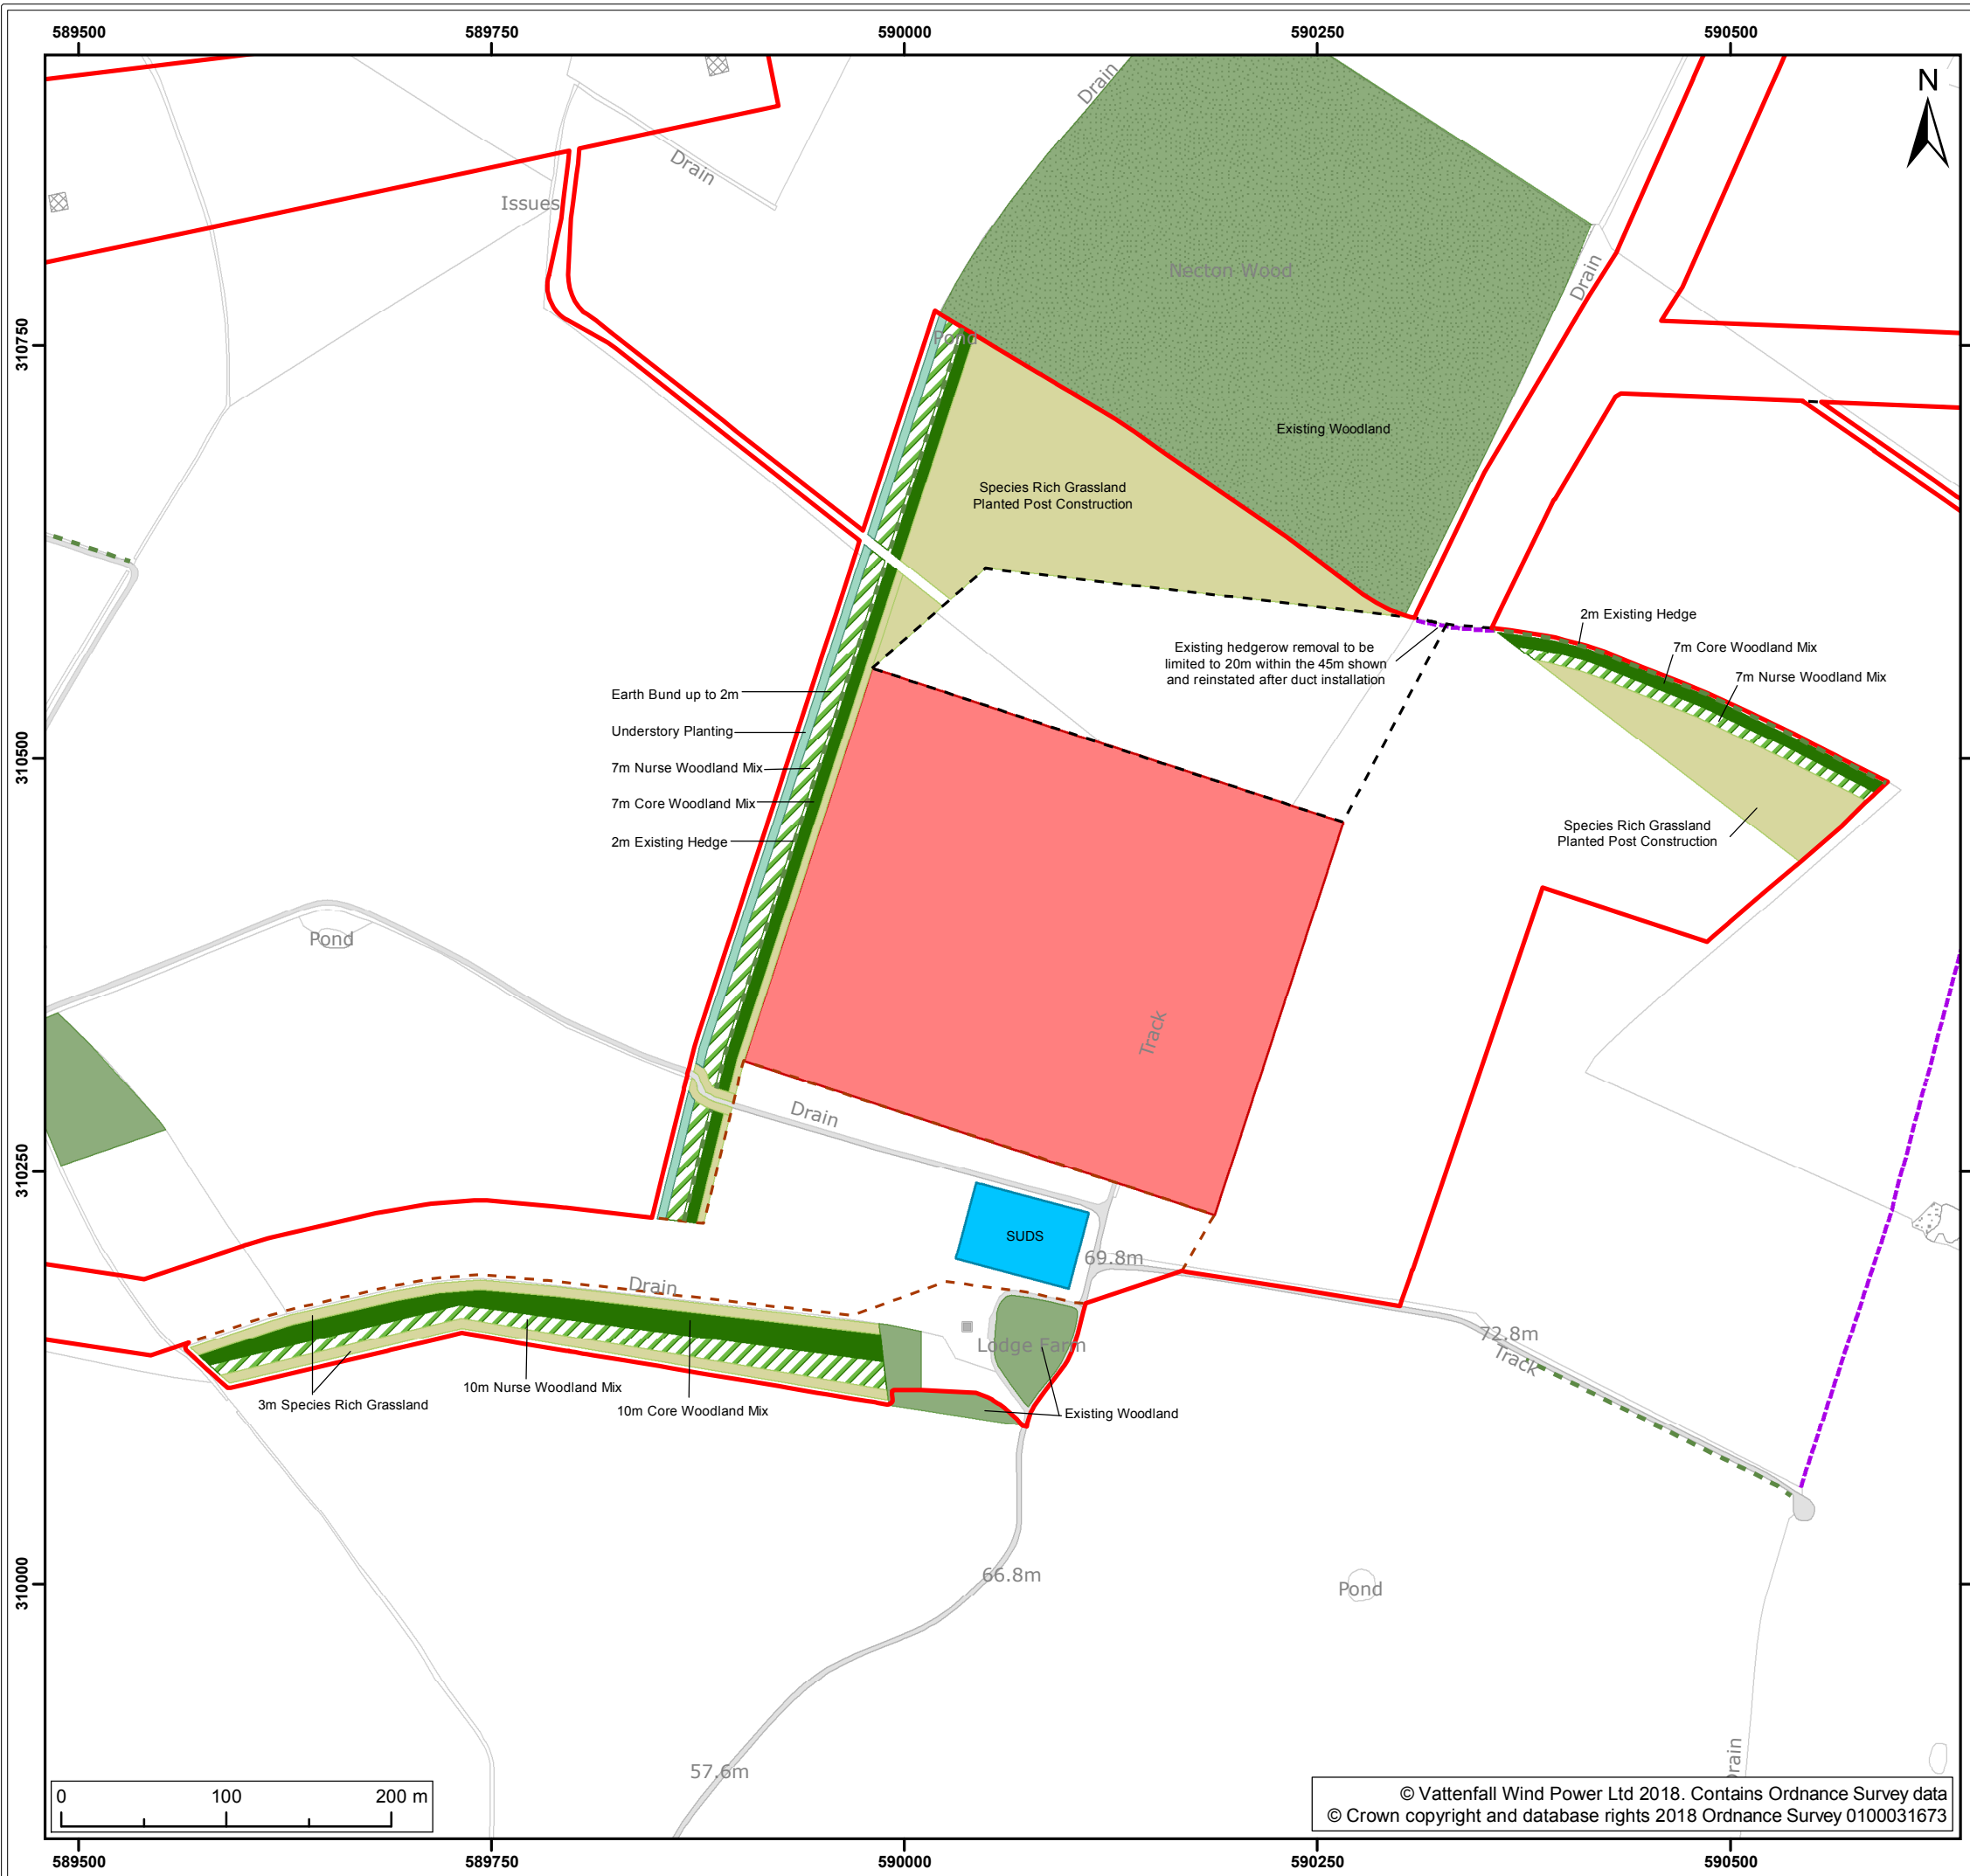 589500
589750
590000
590250
590500
N
Drain
Drain
Issues
Necton Wood
Drain
310750
Pond
Existing Woodland
Species Rich Grassland
Planted Post Construction
2m Existing Hedge
Existing hedgerow removal to be
limited to 20m within the 45m shown
and reinstated after duct installation
7m Core Woodland Mix
7m Nurse Woodland Mix
Earth Bund up to 2m
Understory Planting
7m Nurse Woodland Mix
7m Core Woodland Mix
2m Existing Hedge
310500
Species Rich Grassland
Planted Post Construction
Pond
Track
Drain
310250
SUDS
69.8m
Drain
Lodge Farm
72.8m
Track
3m Species Rich Grassland
10m Nurse Woodland Mix
10m Core Woodland Mix
Existing Woodland
66.8m
Pond
310000
57.6m
Drain
0
100
200 m
© Vattenfall Wind Power Ltd 2018. Contains Ordnance Survey data
© Crown copyright and database rights 2018 Ordnance Survey 0100031673
589500
589750
590000
590250
590500